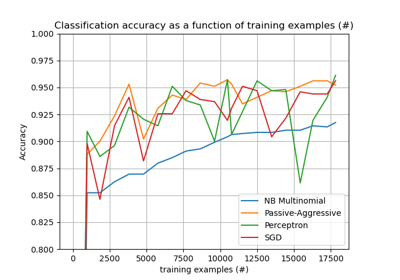 Classification accuracy as a function of training examples (#)
1.000
0.975
0.950
0.925
0.900
0.875
0.850
0.825
0.800
Accuracy
NB Multinomial
Passive-Aggressive
Perceptron
SGD
0 2500 5000 7500 10000 12500 15000 17500
training examples (#)